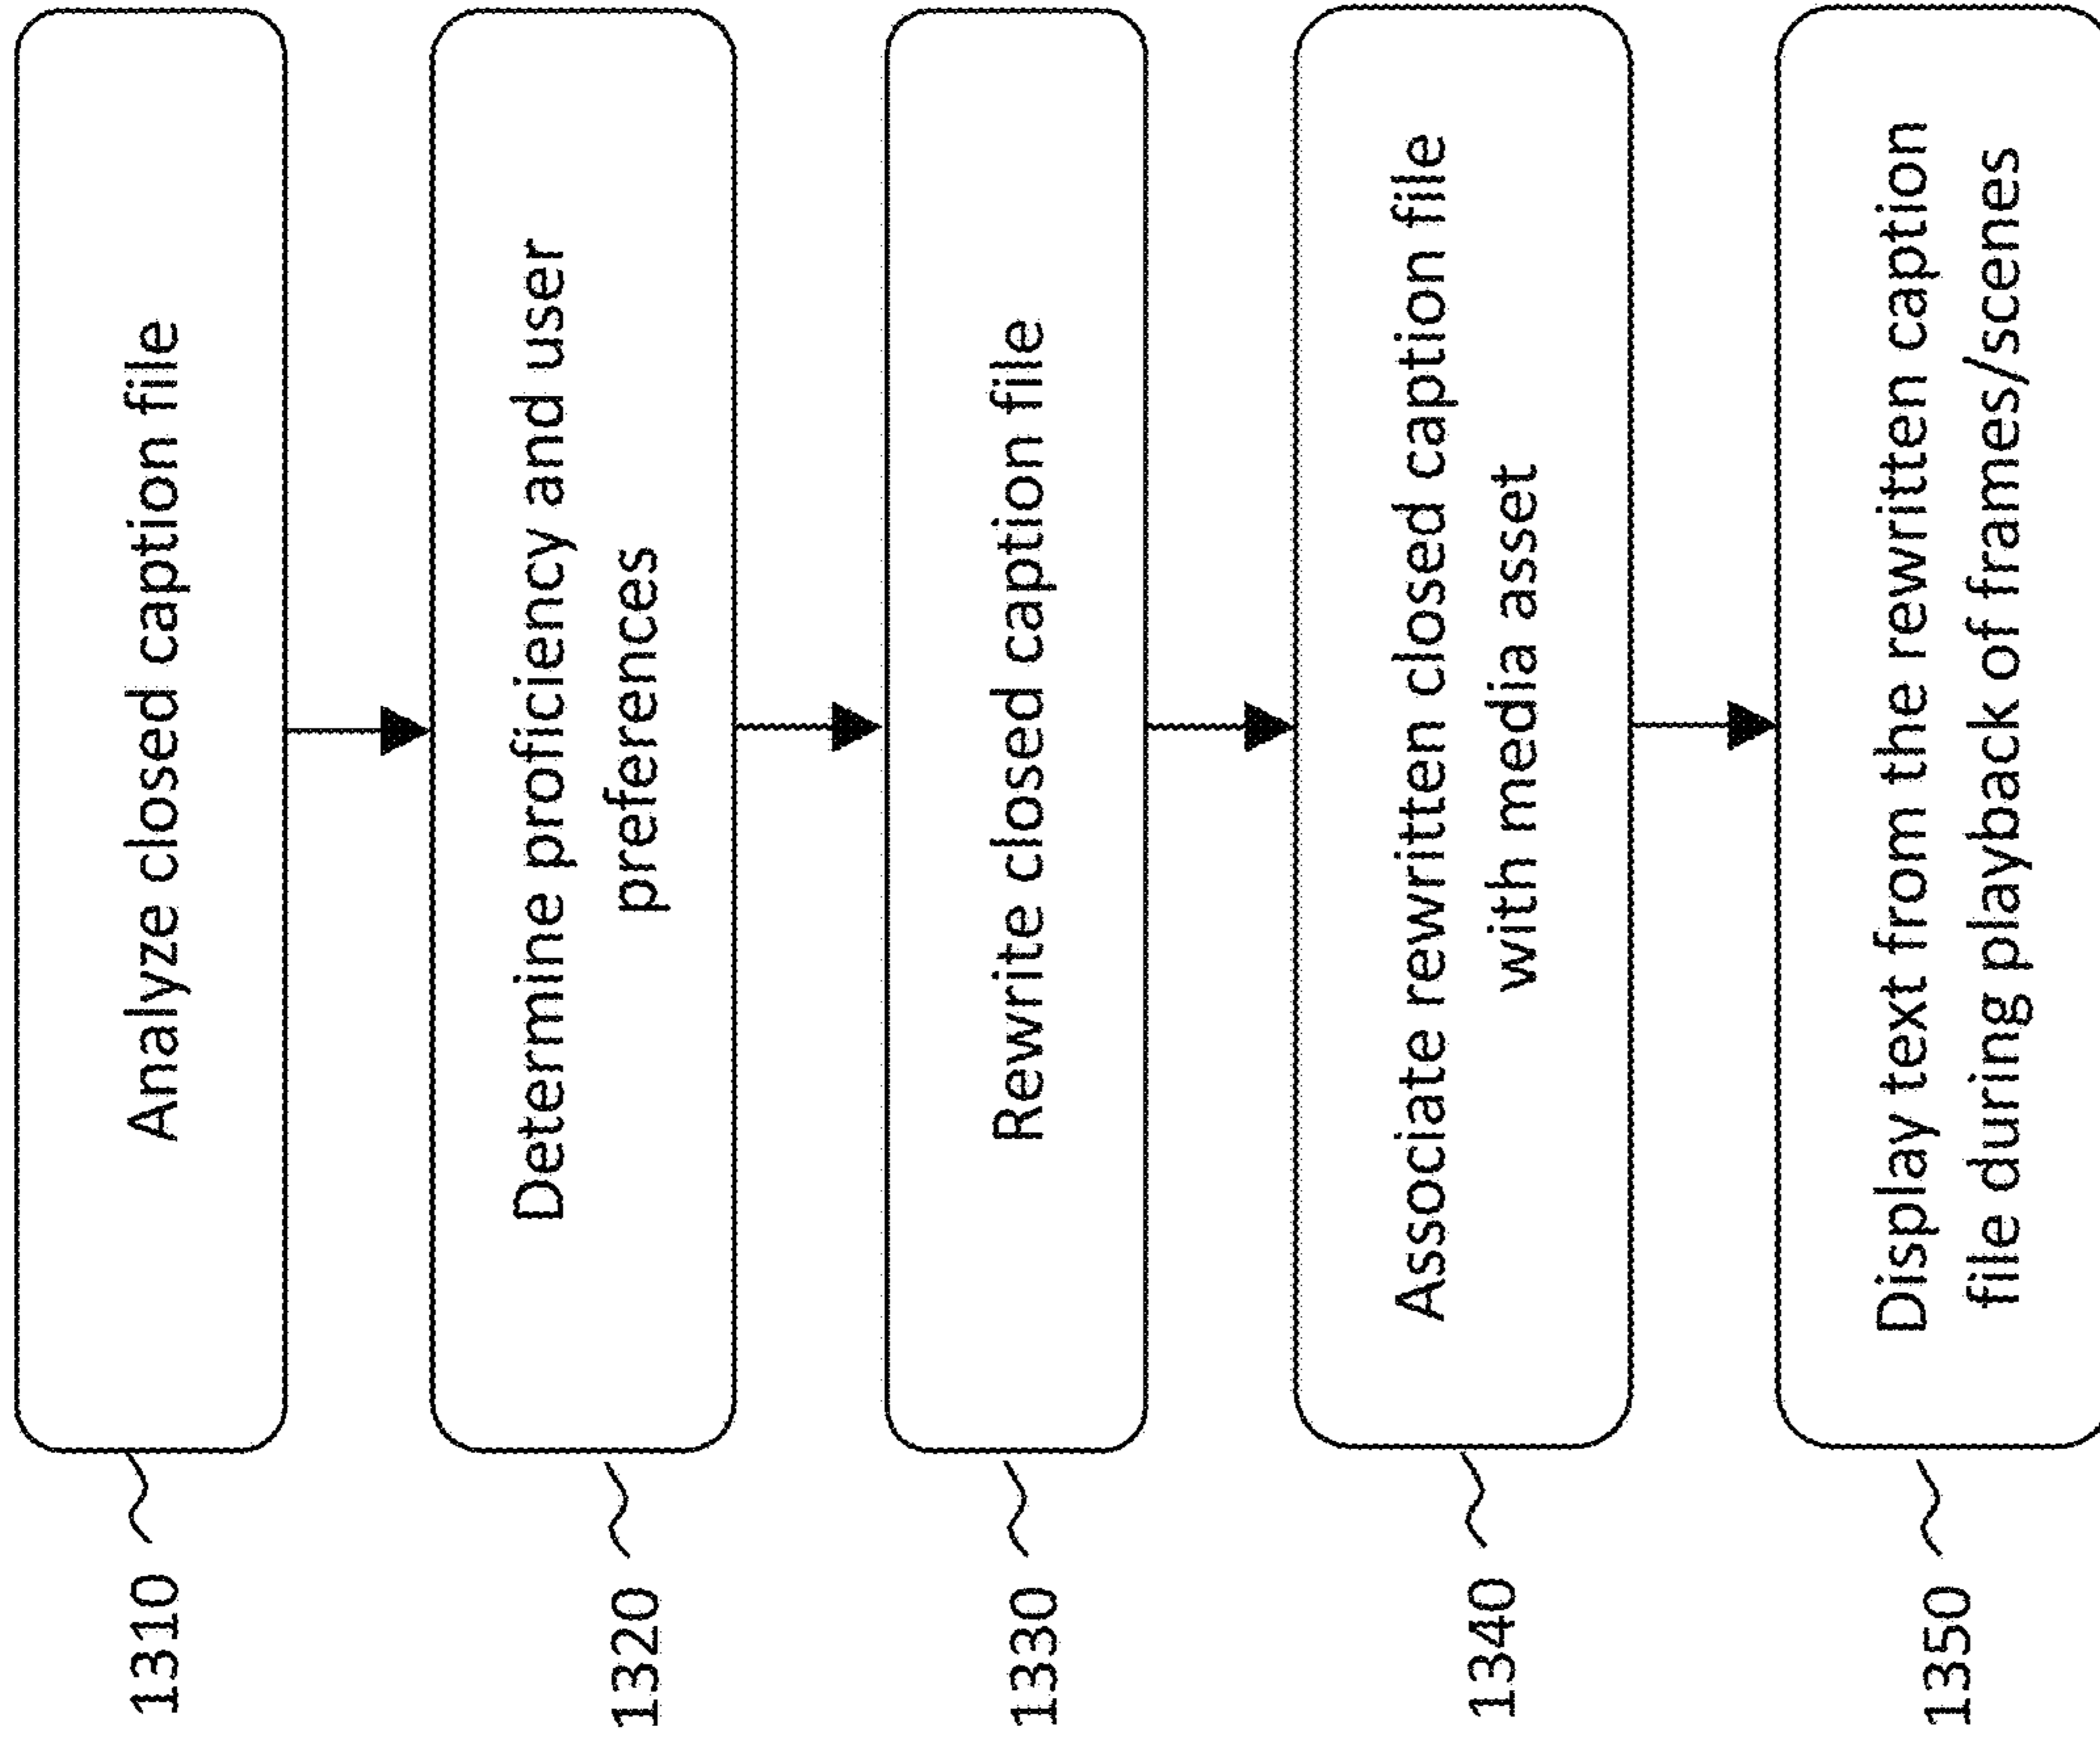 1310
Analyze closed caption file
1320
Determine proficiency and user
preferences
1330
Rewrite closed caption file
1340
Associate rewritten closed caption file
with media asset
1350
Display text from the rewritten caption
file during playback of frames/scenes